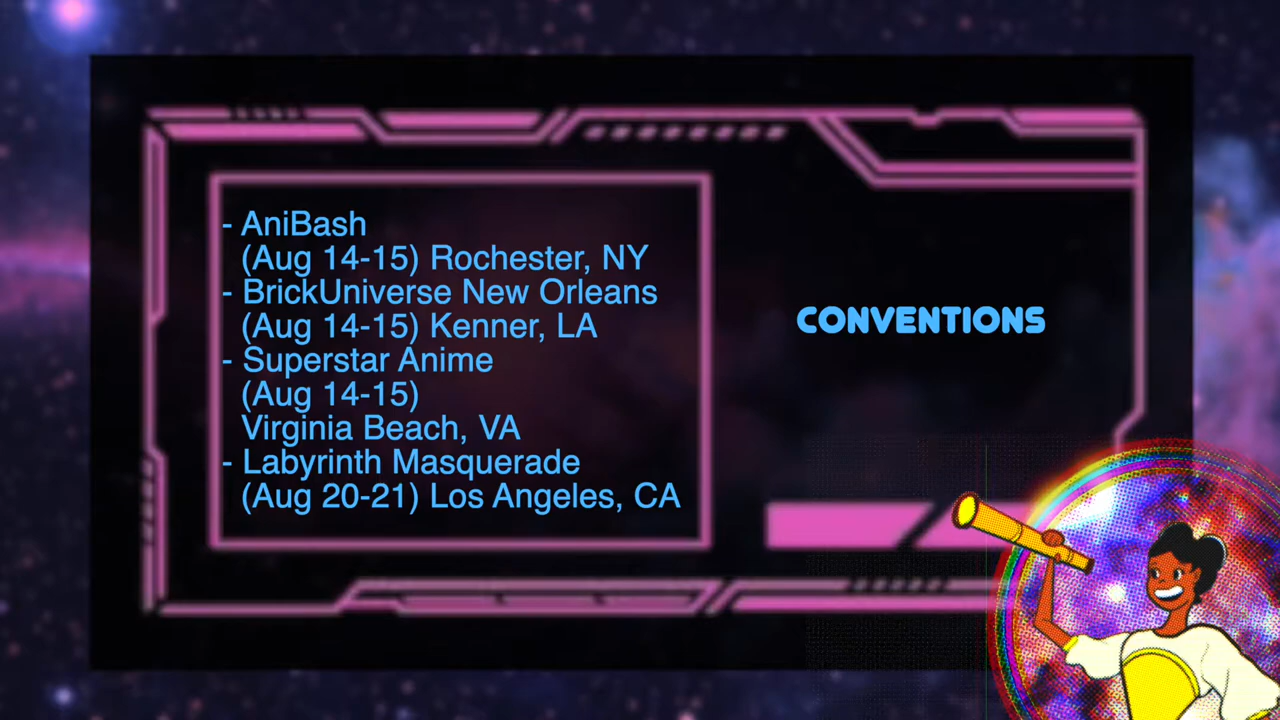 - AniBash
(Aug 14-15) Rochester, NY
- BrickUniverse New Orleans
(Aug 14-15) Kenner, LA
- Superstar Anime
(Aug 14-15)
Virginia Beach, VA
- Labyrinth Masquerade
(Aug 20-21) Los Angeles, CA
CONVENTIONS